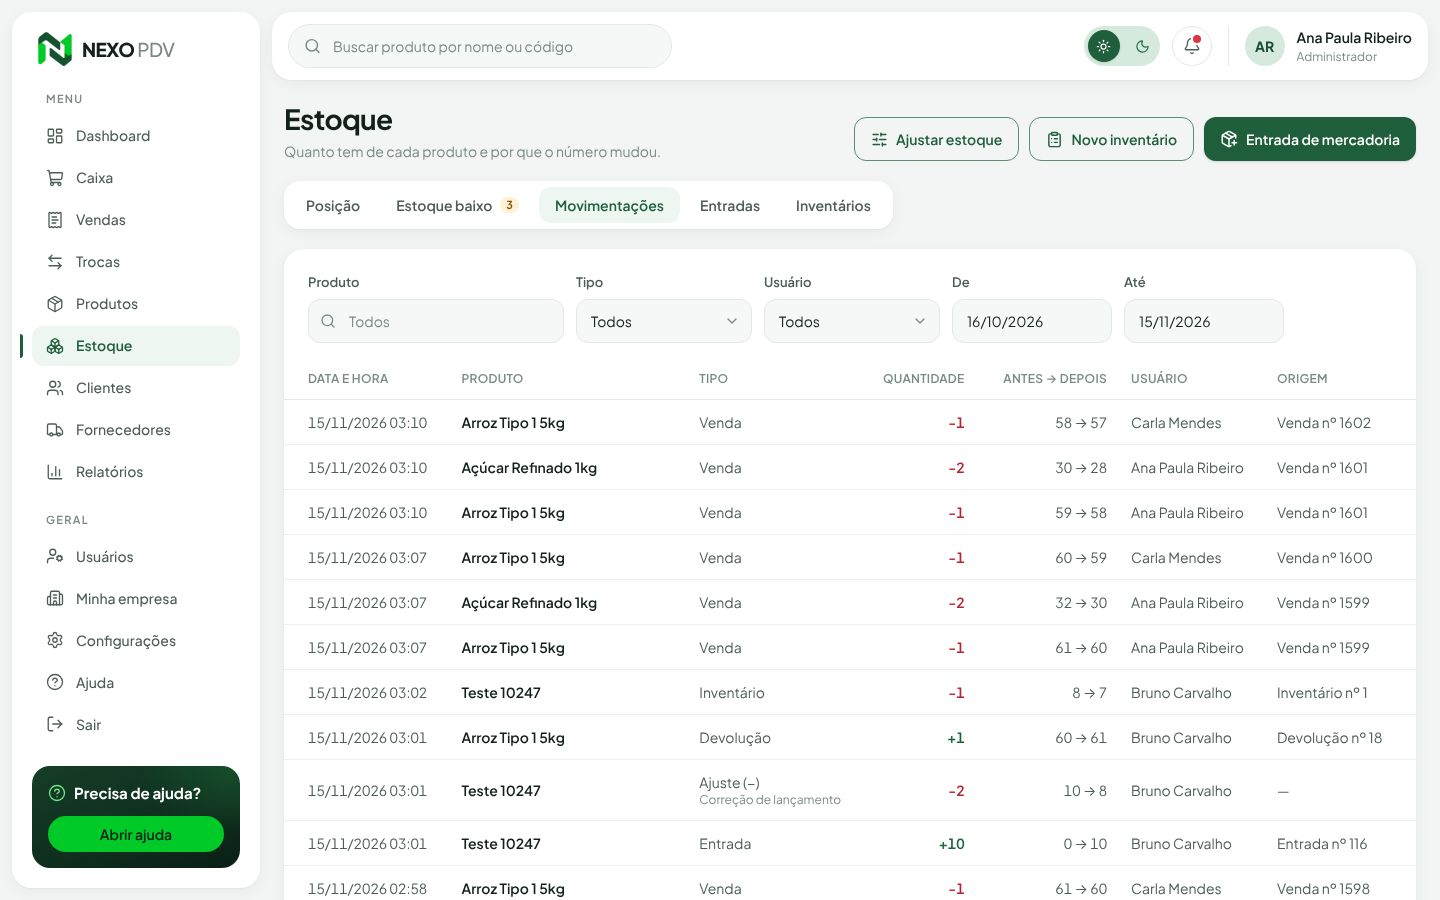 NEXO PDV
MENU
Dashboard
Caixa
Vendas
Trocas
Produtos
Estoque
Clientes
Fornecedores
Relatórios
GERAL
Usuários
Minha empresa
Configurações
Ajuda
Sair
Precisa de ajuda?
Abrir ajuda
Buscar produto por nome ou código
AR
Ana Paula Ribeiro
Administrador
Estoque
Quanto tem de cada produto e por que o número mudou.
Ajustar estoque
Novo inventário
Entrada de mercadoria
Posição Estoque baixo 3 Movimentações Entradas Inventários
Produto Tipo Usuário De Até
Todos Todos Todos 16/10/2026 15/11/2026
DATA E HORA PRODUTO TIPO QUANTIDADE ANTES → DEPOIS USUÁRIO ORIGEM
15/11/2026 03:10 Arroz Tipo 1 5kg Venda -1 58 → 57 Carla Mendes Venda nº 1602
15/11/2026 03:10 Açúcar Refinado 1kg Venda -2 30 → 28 Ana Paula Ribeiro Venda nº 1601
15/11/2026 03:10 Arroz Tipo 1 5kg Venda -1 59 → 58 Ana Paula Ribeiro Venda nº 1601
15/11/2026 03:07 Arroz Tipo 1 5kg Venda -1 60 → 59 Carla Mendes Venda nº 1600
15/11/2026 03:07 Açúcar Refinado 1kg Venda -2 32 → 30 Ana Paula Ribeiro Venda nº 1599
15/11/2026 03:07 Arroz Tipo 1 5kg Venda -1 61 → 60 Ana Paula Ribeiro Venda nº 1599
15/11/2026 03:02 Teste 10247 Inventário -1 8 → 7 Bruno Carvalho Inventário nº 1
15/11/2026 03:01 Arroz Tipo 1 5kg Devolução +1 60 → 61 Bruno Carvalho Devolução nº 18
15/11/2026 03:01 Teste 10247 Ajuste (−) -2 10 → 8 Bruno Carvalho —
Correção de lançamento
15/11/2026 03:01 Teste 10247 Entrada +10 0 → 10 Bruno Carvalho Entrada nº 116
15/11/2026 02:58 Arroz Tipo 1 5kg Venda -1 61 → 60 Carla Mendes Venda nº 1598